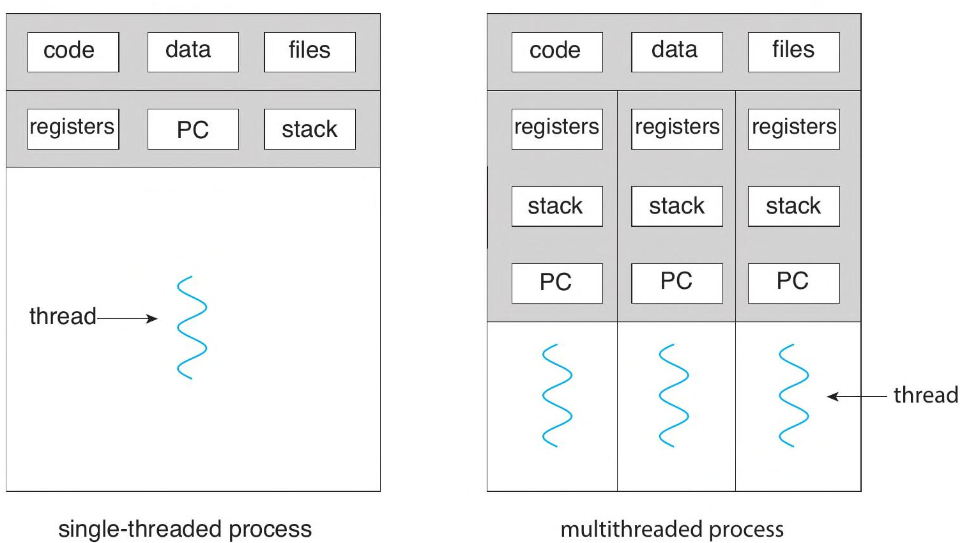 code data files
registers PC stack
thread
single-threaded process
code data files
registers registers registers
stack stack stack
PC PC PC
thread
multithreaded process